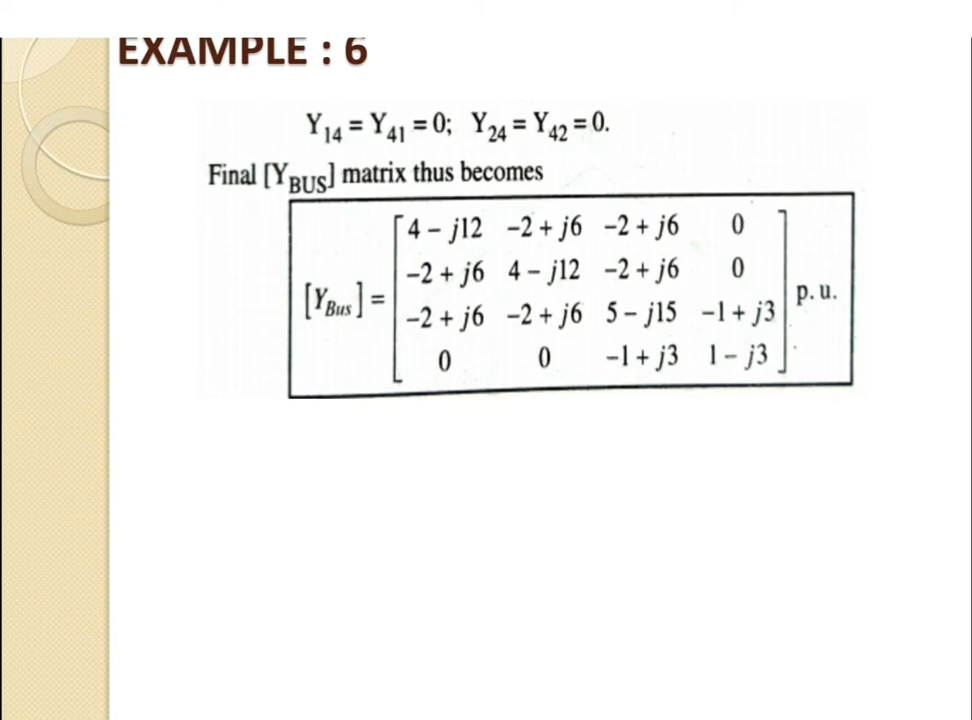 EXAMPLE : 6
Y14 = Y41 = 0; Y24 = Y42 = 0.
Final [YBUS] matrix thus becomes
4 – j12 –2 + j6 –2 + j6 0
–2 + j6 4 – j12 –2 + j6 0
[YBus] = p. u.
–2 + j6 –2 + j6 5 – j15 –1 + j3
0 0 –1 + j3 1 – j3